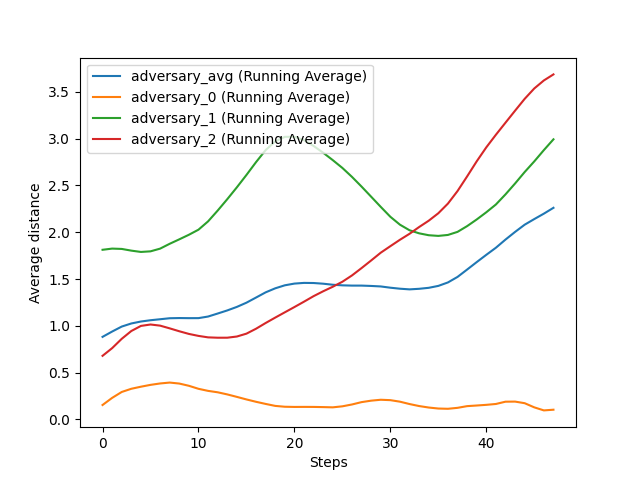 adversary_avg (Running Average)
adversary_0 (Running Average)
adversary_1 (Running Average)
adversary_2 (Running Average)
3.5
3.0
2.5
2.0
1.5
1.0
0.5
0.0
Average distance
0 10 20 30 40
Steps